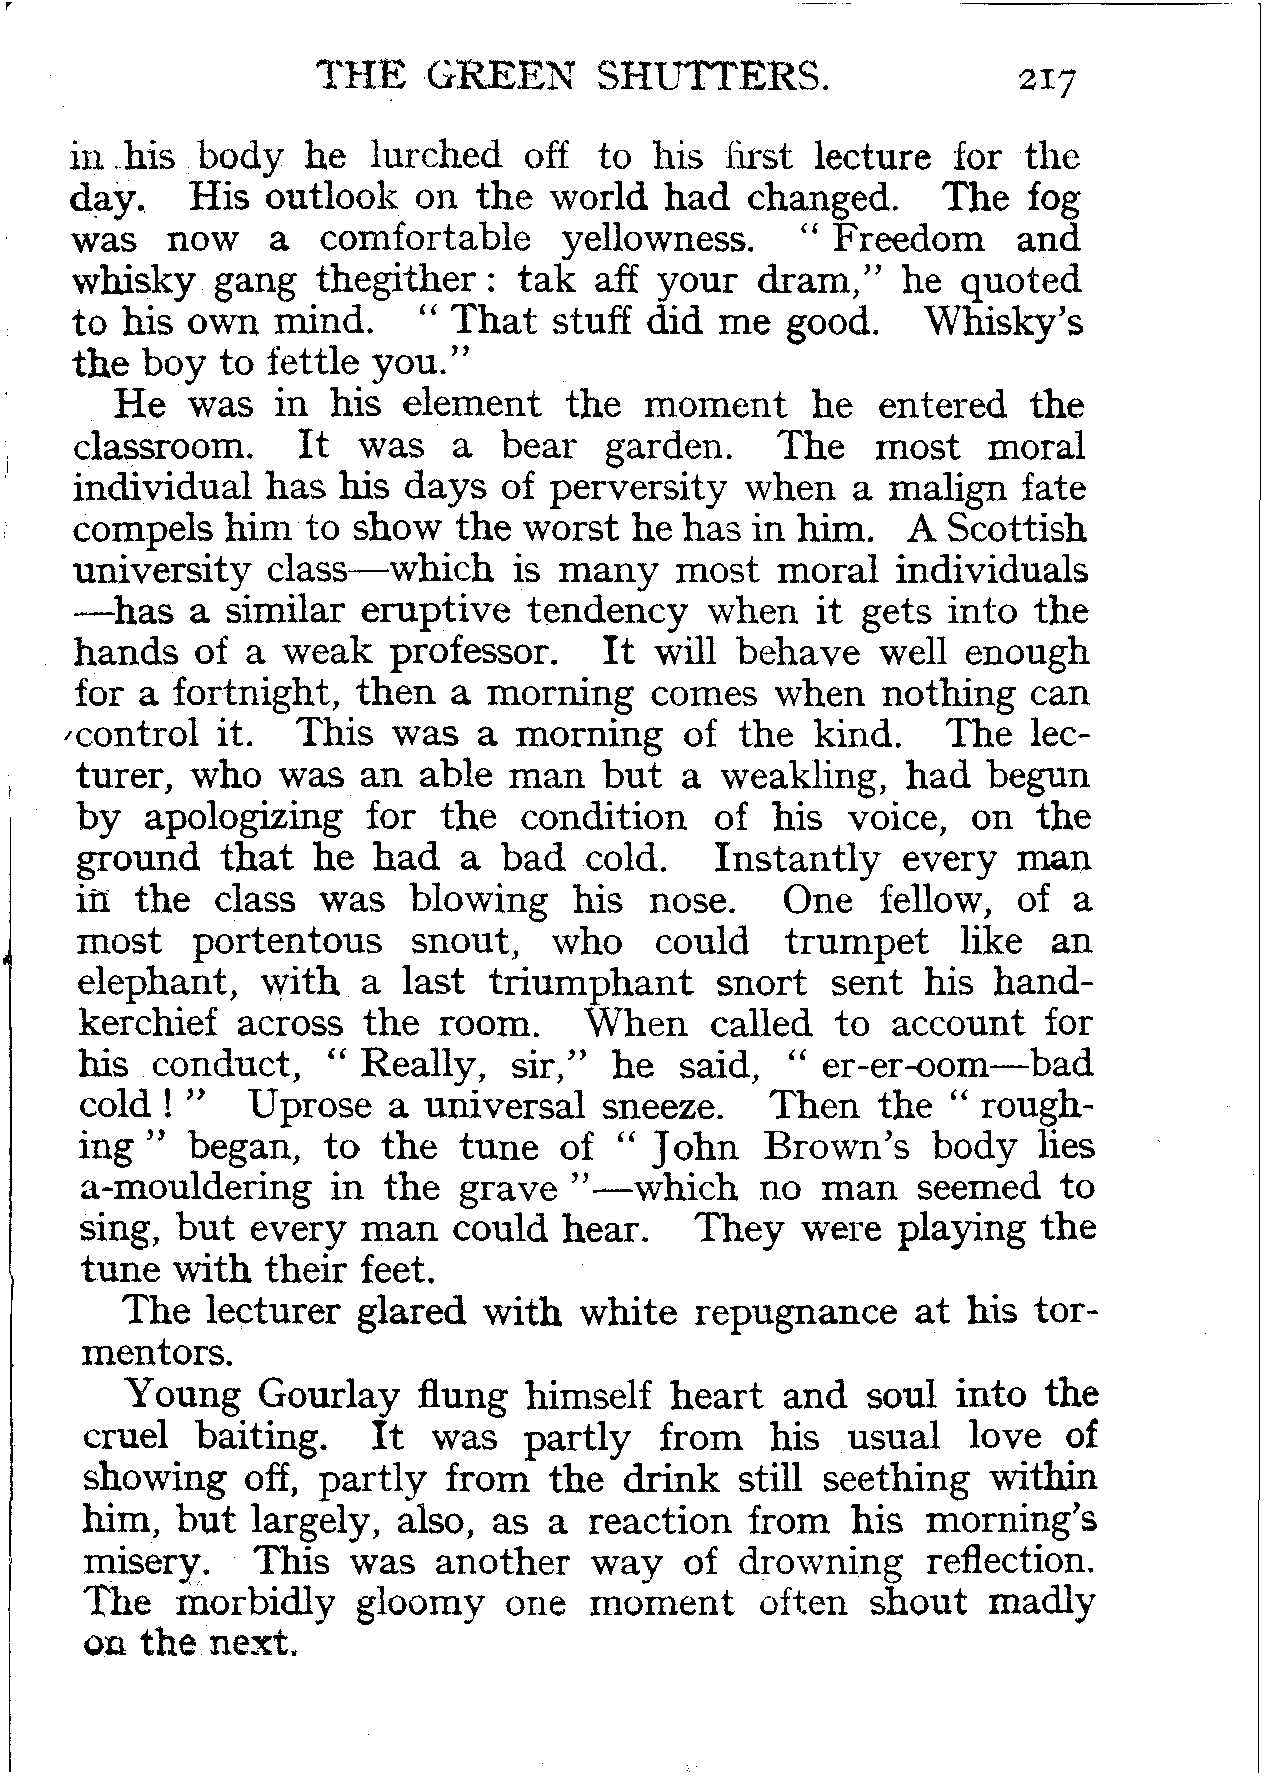 THE GREEN SHUTTERS. 217
in his body he lurched off to his first lecture for the
day. His outlook on the world had changed. The fog
was now a comfortable yellowness. “ Freedom and
whisky gang thegither : tak aff your dram,” he quoted
to his own mind. “ That stuff did me good. Whisky’s
the boy to fettle you.”
He was in his element the moment he entered the
classroom. It was a bear garden. The most moral
individual has his days of perversity when a malign fate
compels him to show the worst he has in him. A Scottish
university class—which is many most moral individuals
—has a similar eruptive tendency when it gets into the
hands of a weak professor. It will behave well enough
for a fortnight, then a morning comes when nothing can
control it. This was a morning of the kind. The lec-
turer, who was an able man but a weakling, had begun
by apologizing for the condition of his voice, on the
ground that he had a bad cold. Instantly every man
in the class was blowing his nose. One fellow, of a
most portentous snout, who could trumpet like an
elephant, with a last triumphant snort sent his hand-
kerchief across the room. When called to account for
his conduct, “ Really, sir,” he said, “ er-er-oom—bad
cold ! ” Uprose a universal sneeze. Then the “ rough-
ing ” began, to the tune of “ John Brown’s body lies
a-mouldering in the grave ”—which no man seemed to
sing, but every man could hear. They were playing the
tune with their feet.
The lecturer glared with white repugnance at his tor-
mentors.
Young Gourlay flung himself heart and soul into the
cruel baiting. It was partly from his usual love of
showing off, partly from the drink still seething within
him, but largely, also, as a reaction from his morning’s
misery. This was another way of drowning reflection.
The morbidly gloomy one moment often shout madly
on the next.